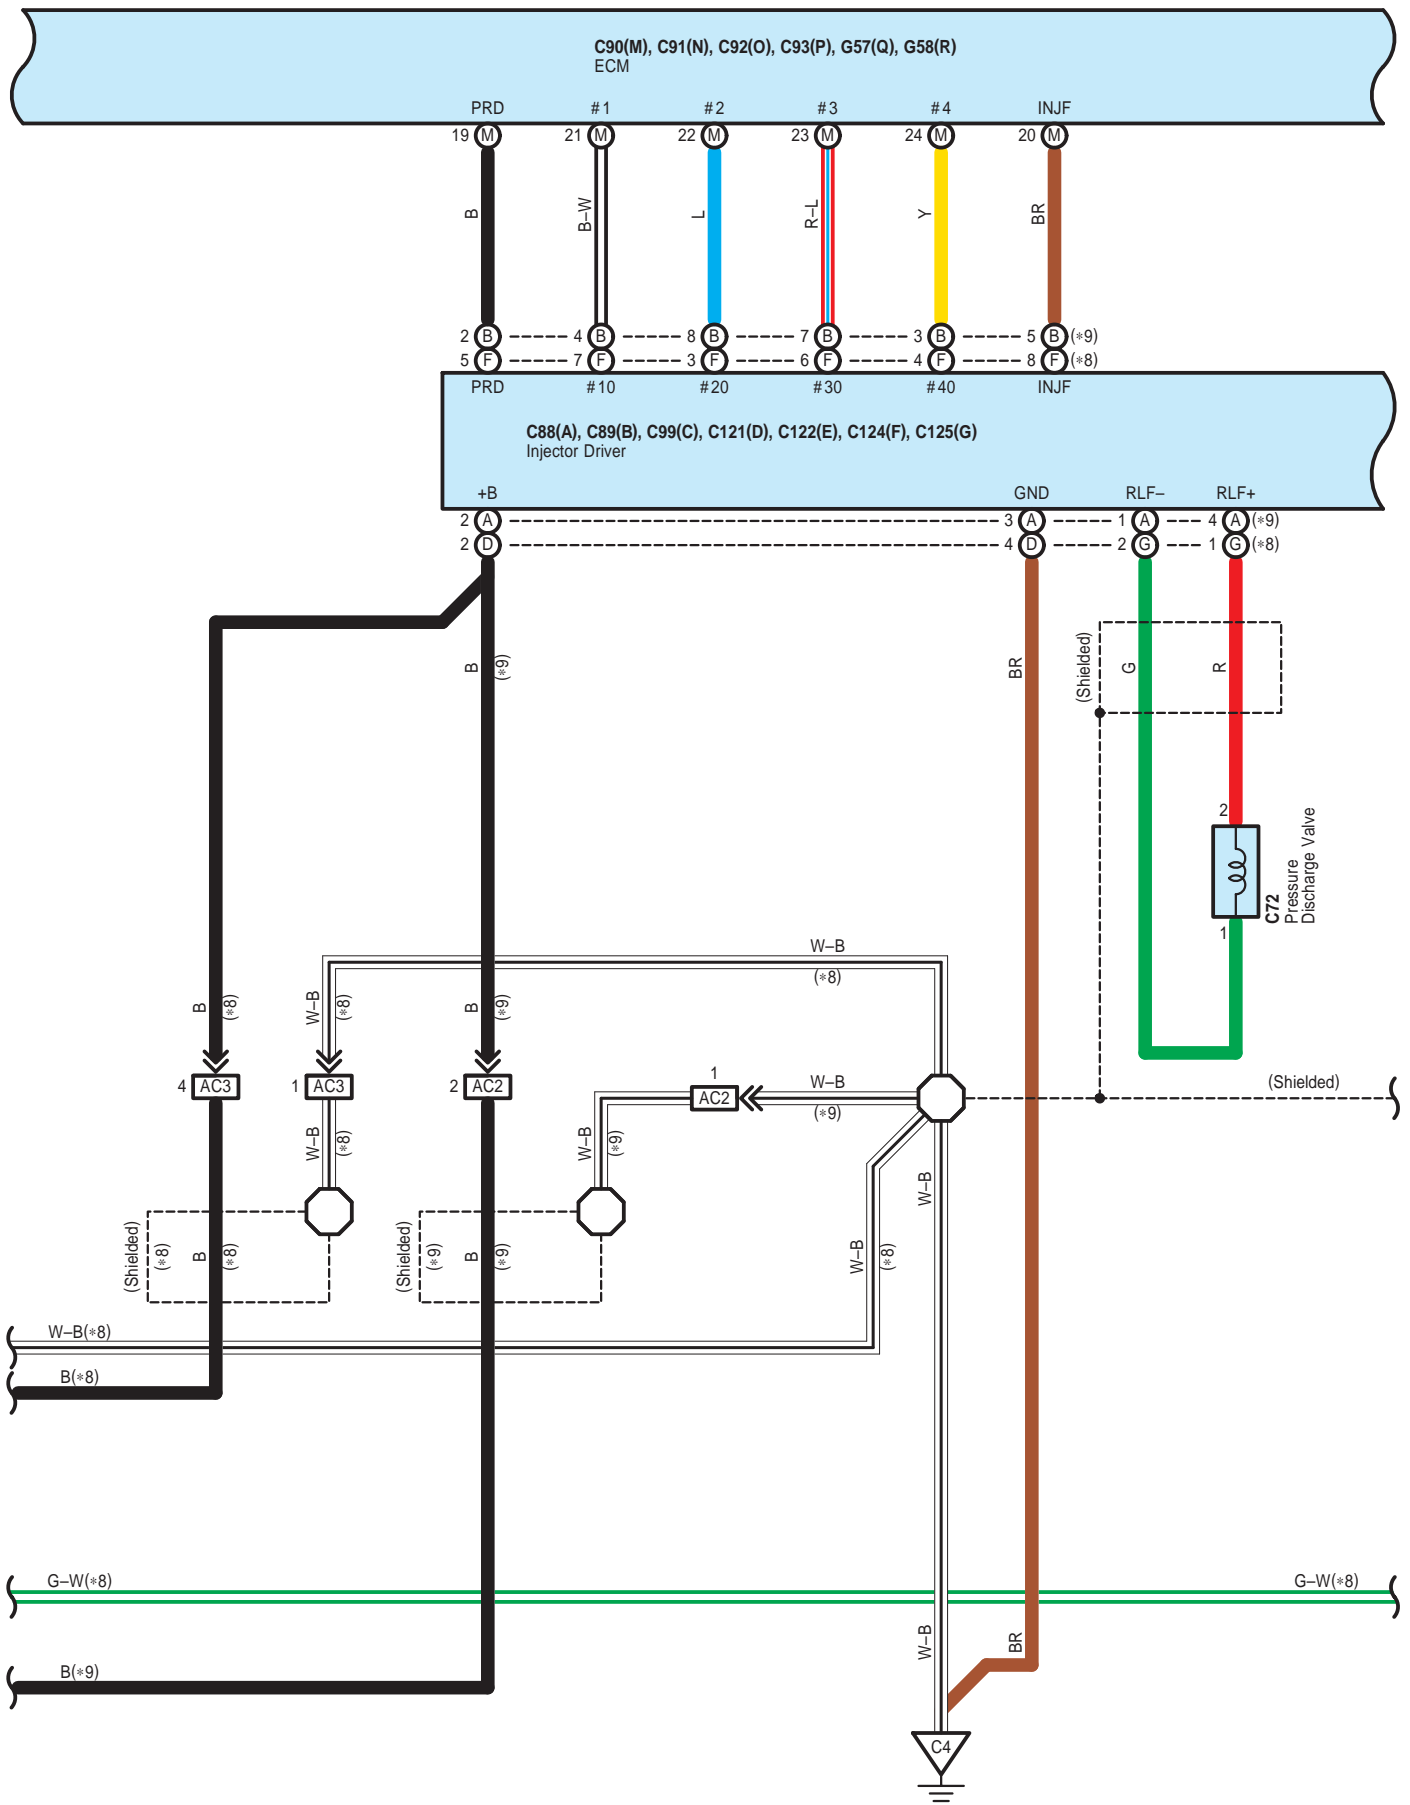 C90(M), C91(N), C92(O), C93(P), G57(Q), G58(R)
ECM
PRD #1 #2 #3 #4 INJF
19 M 21 M 22 M 23 M 24 M 20 M
B B–W L R–L Y BR
2 B 4 B 8 B 7 B 3 B 5 B (*9)
5 F 7 F 3 F 6 F 4 F 8 F (*8)
PRD #10 #20 #30 #40 INJF
C88(A), C89(B), C99(C), C121(D), C122(E), C124(F), C125(G)
Injector Driver
+B GND RLF– RLF+
2 A 3 A 1 A 4 A (*9)
2 D 4 D 2 G 1 G (*8)
B (*9) BR (Shielded) G R
2
C72
Pressure
Discharge Valve
1
W–B
(*8)
B (*8) W–B (*8) B (*9)
4 AC3 1 AC3 2 AC2
1
AC2
W–B
(*9)
(Shielded)
W–B (*8) W–B (*9) W–B
(Shielded) (*8) B (*8) (Shielded) (*9) B (*9) W–B (*8)
W–B(*8)
B(*8)
G–W(*8) G–W(*8)
W–B BR
B(*9)
C4